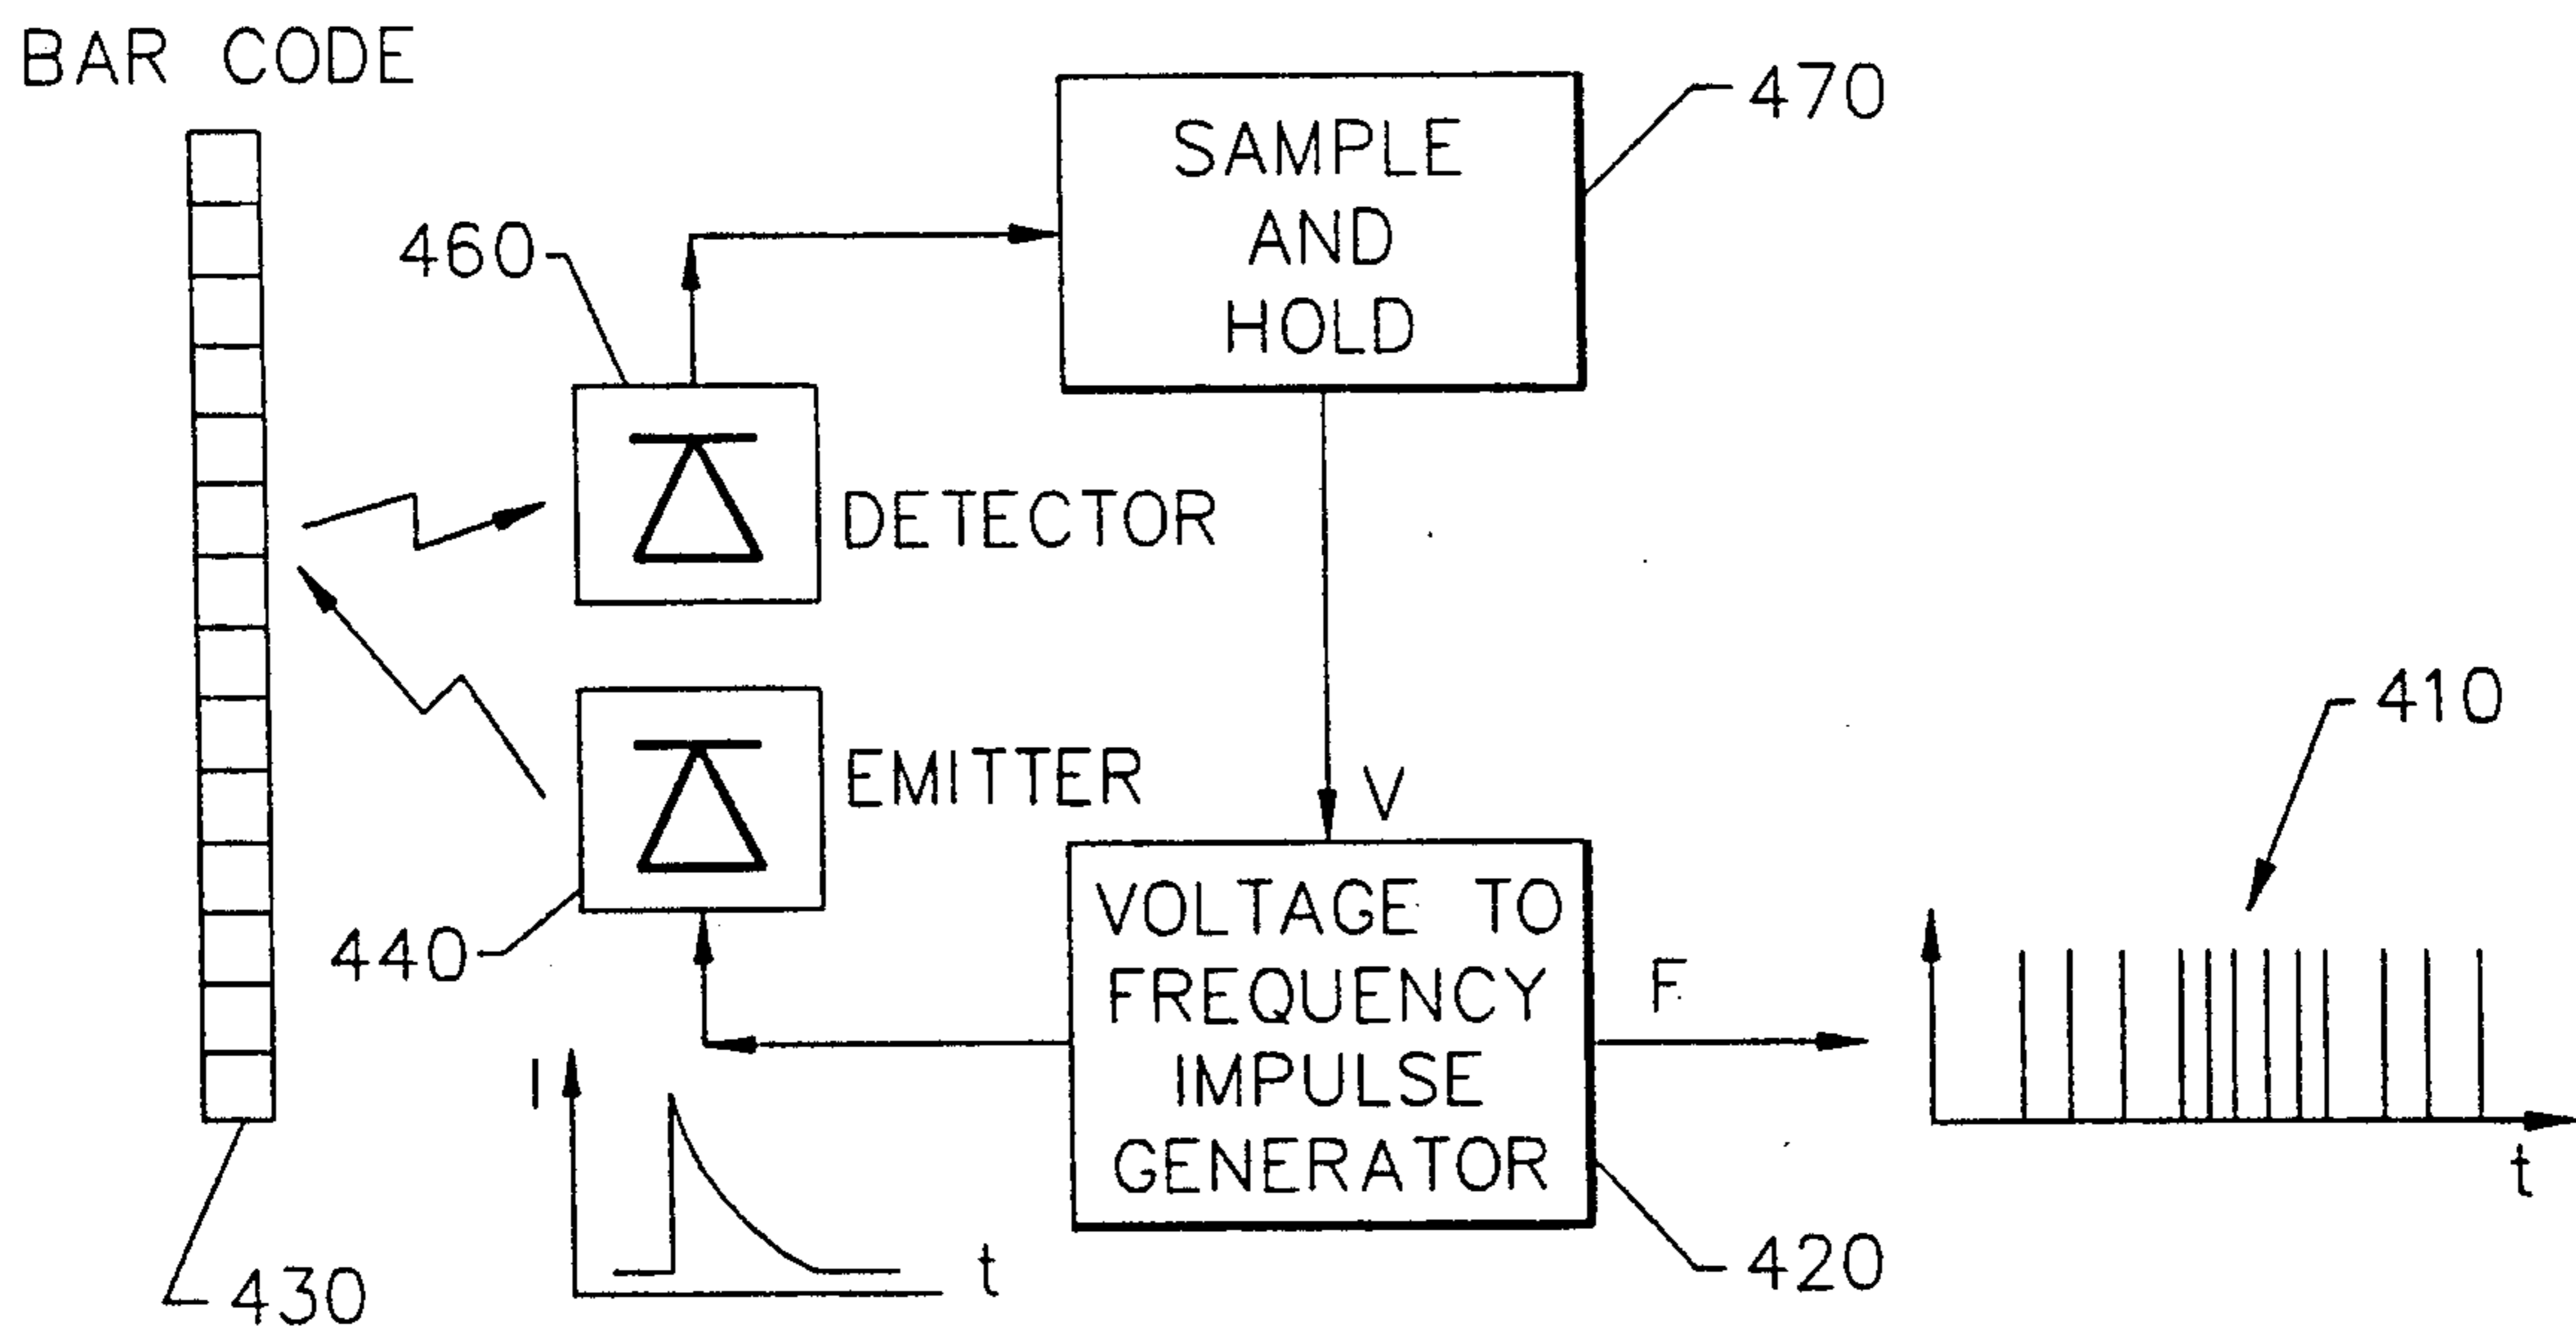 BAR CODE
470
SAMPLE
AND
HOLD
460
DETECTOR
410
V
EMITTER
VOLTAGE TO
FREQUENCY
IMPULSE
GENERATOR
440
F
I
t
t
420
430